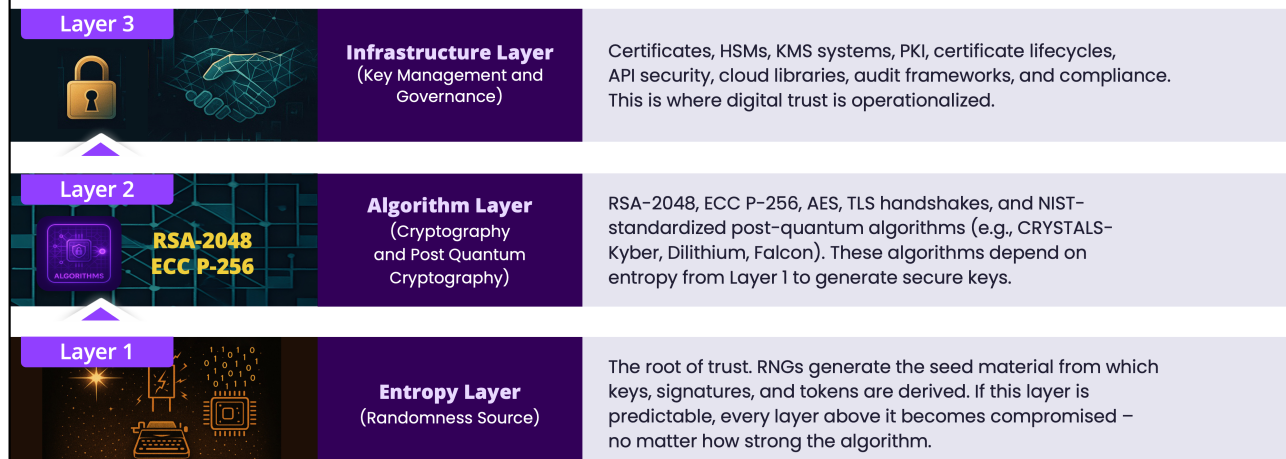 Layer 3
Infrastructure Layer
(Key Management and
Governance)
Certificates, HSMs, KMS systems, PKI, certificate lifecycles,
API security, cloud libraries, audit frameworks, and compliance.
This is where digital trust is operationalized.
Layer 2
ALGORITHMS
RSA-2048
ECC P-256
Algorithm Layer
(Cryptography
and Post Quantum
Cryptography)
RSA-2048, ECC P-256, AES, TLS handshakes, and NIST-
standardized post-quantum algorithms (e.g., CRYSTALS-
Kyber, Dilithium, Falcon). These algorithms depend on
entropy from Layer 1 to generate secure keys.
Layer 1
Entropy Layer
(Randomness Source)
The root of trust. RNGs generate the seed material from which
keys, signatures, and tokens are derived. If this layer is
predictable, every layer above it becomes compromised –
no matter how strong the algorithm.